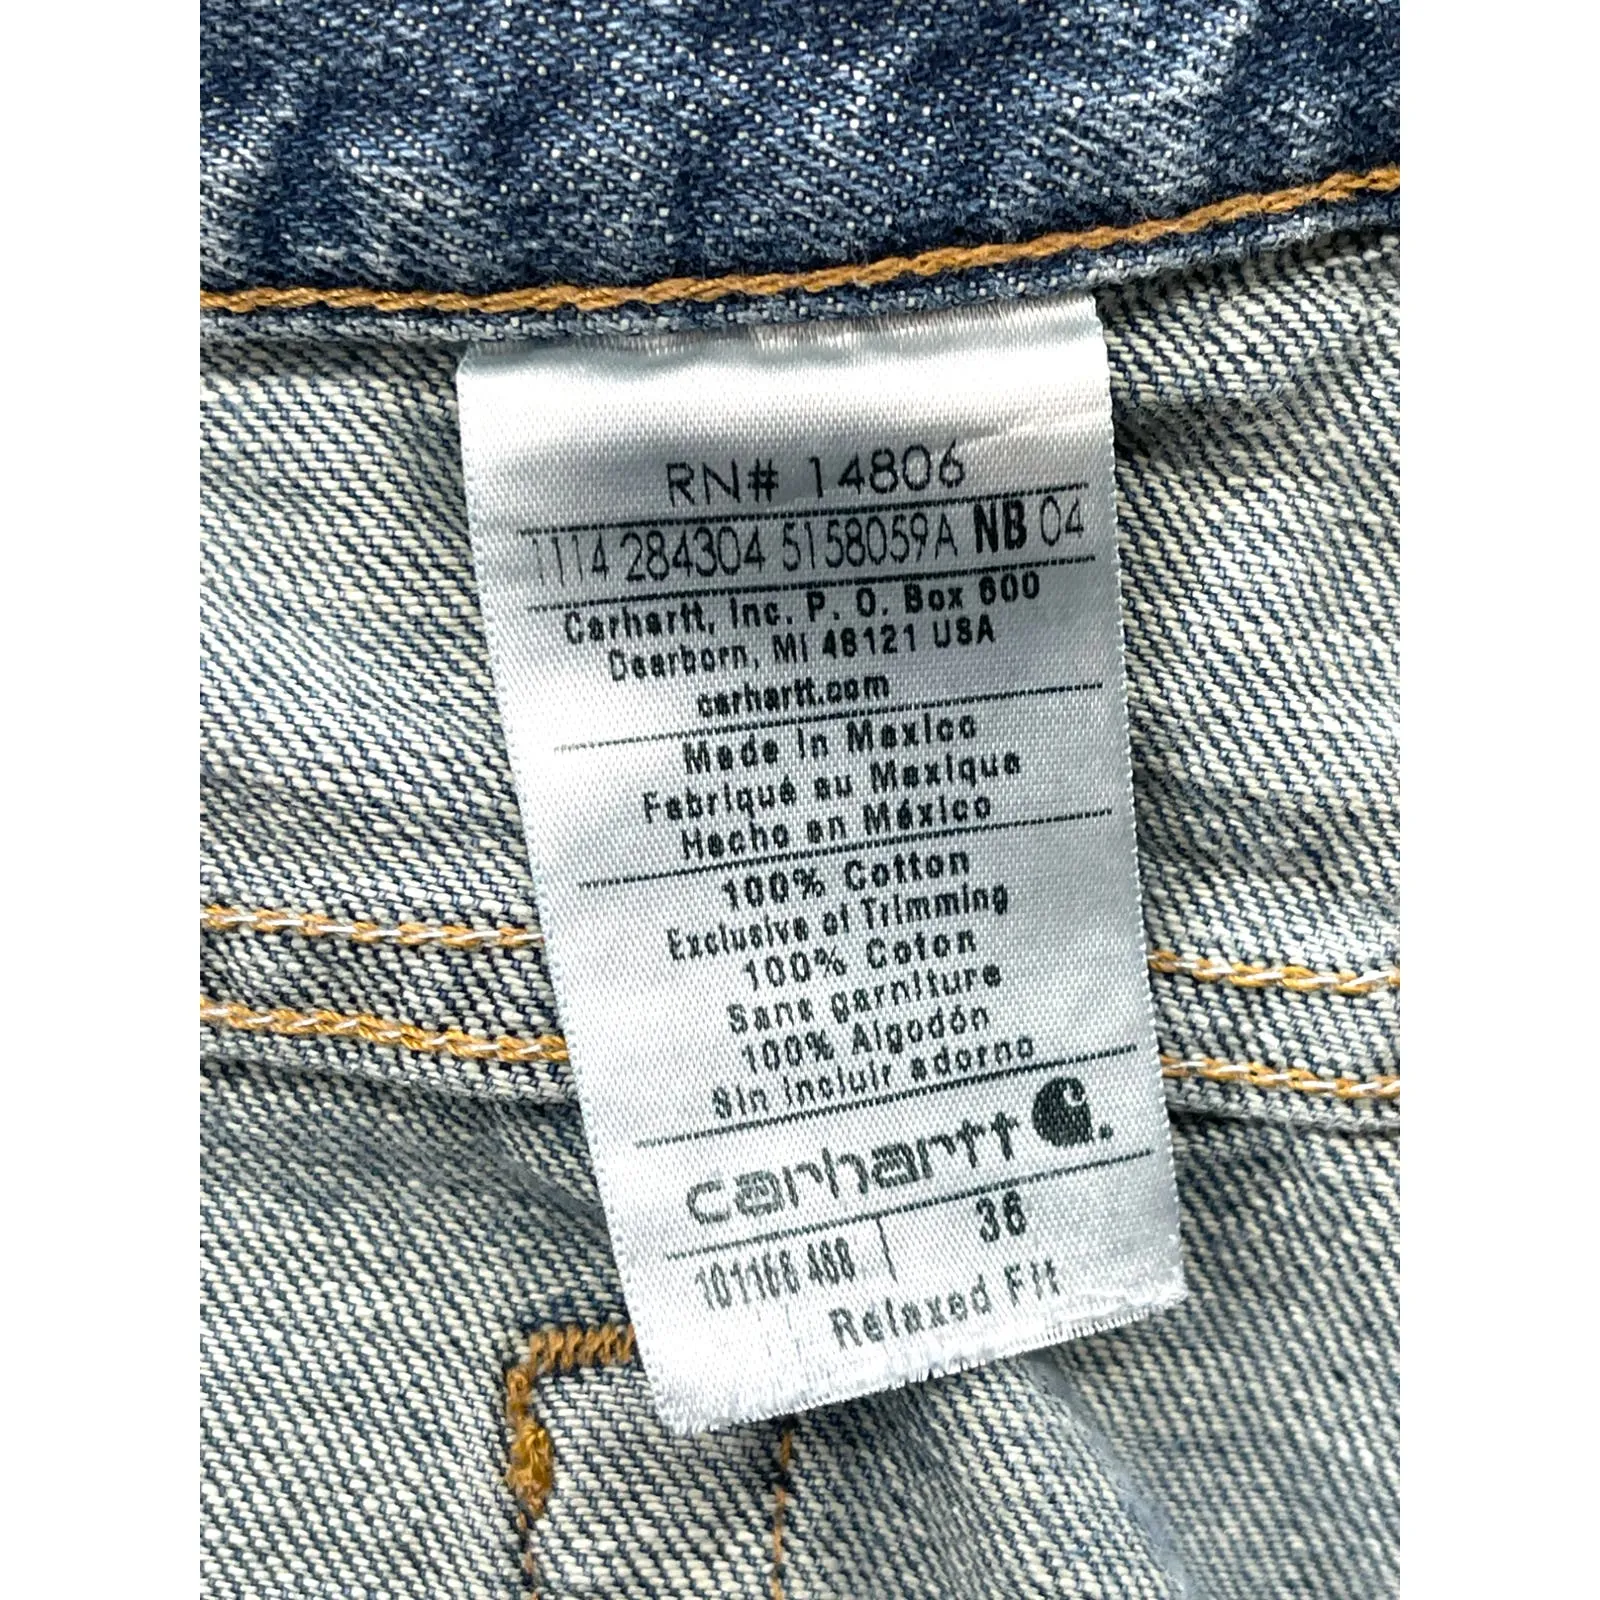 RN# 14806
1114 284304 5158059A NB 04
Carhartt, Inc. P. O. Box 600
Dearborn, MI 48121 USA
carhartt.com
Made in Mexico
Fabriqué au Mexique
Hecho en México
100% Cotton
Exclusive of Trimming
100% Coton
Sans garniture
100% Algodón
Sin incluir adorno
carhartt
36
Relaxed Fit